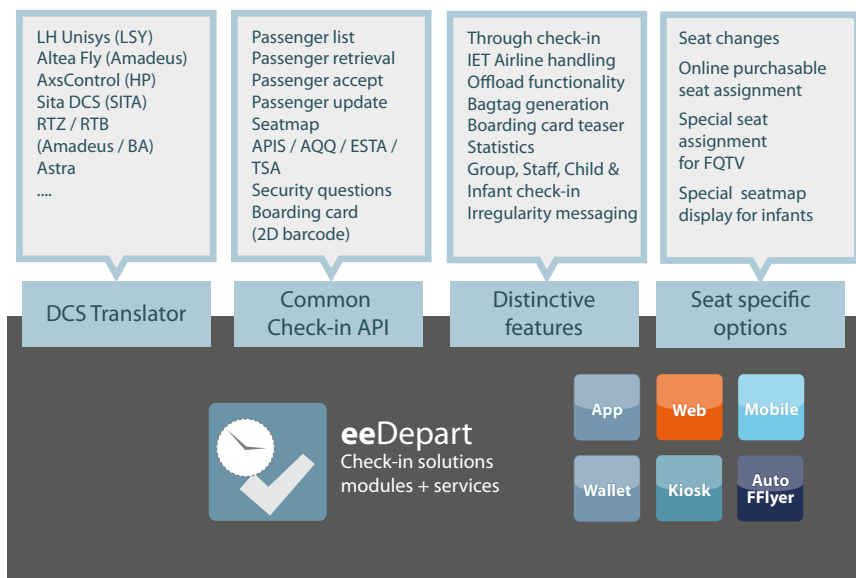 LH Unisys (LSY)
Altea Fly (Amadeus)
AxsControl (HP)
Sita DCS (SITA)
RTZ / RTB
(Amadeus / BA)
Astra
....
DCS Translator
Passenger list
Passenger retrieval
Passenger accept
Passenger update
Seatmap
APIS / AQQ / ESTA /
TSA
Security questions
Boarding card
(2D barcode)
Common
Check-in API
Through check-in
IET Airline handling
Offload functionality
Bagtag generation
Boarding card teaser
Statistics
Group, Staff, Child &
Infant check-in
Irregularity messaging
Distinctive
features
Seat changes
Online purchasable
seat assignment
Special seat
assignment
for FQTV
Special seatmap
display for infants
Seat specific
options
eeDepart
Check-in solutions
modules + services
App
Web
Mobile
Wallet
Kiosk
Auto
FFlyer